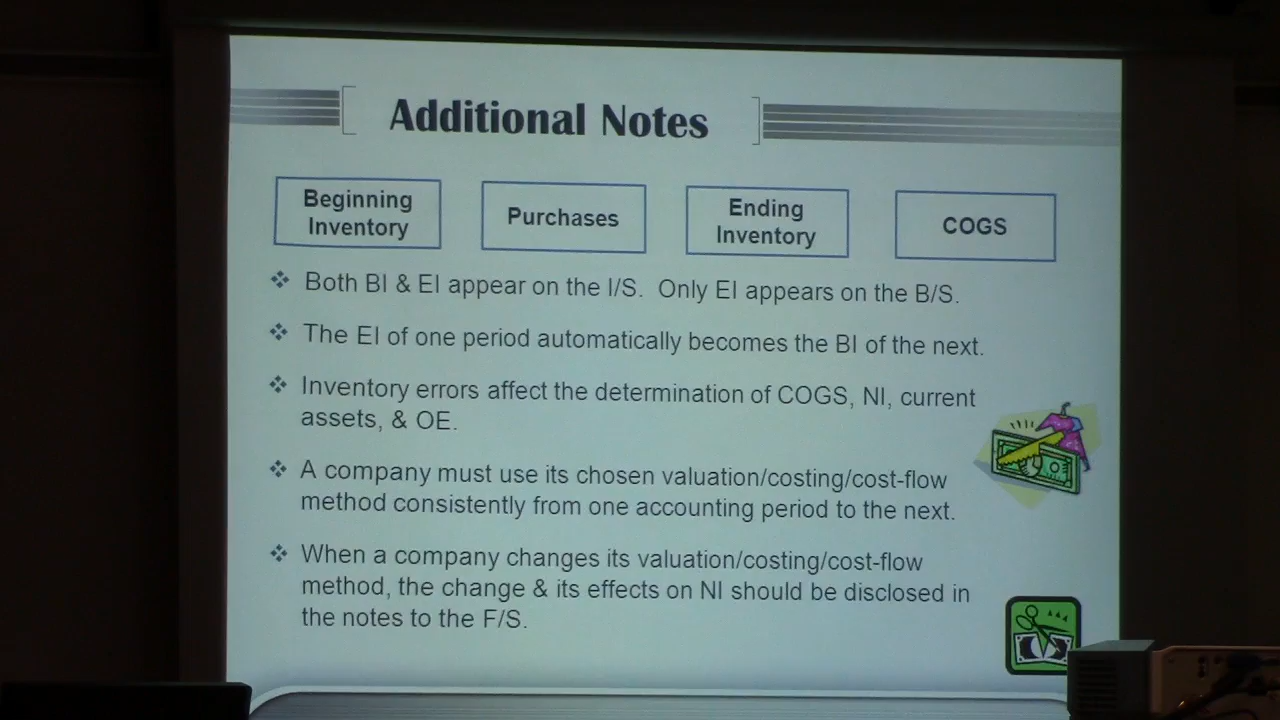 Additional Notes
Beginning
Inventory
Purchases
Ending
Inventory
COGS
Both BI & EI appear on the I/S. Only EI appears on the B/S.
The EI of one period automatically becomes the BI of the next.
Inventory errors affect the determination of COGS, NI, current
assets, & OE.
A company must use its chosen valuation/costing/cost-flow
method consistently from one accounting period to the next.
When a company changes its valuation/costing/cost-flow
method, the change & its effects on NI should be disclosed in
the notes to the F/S.